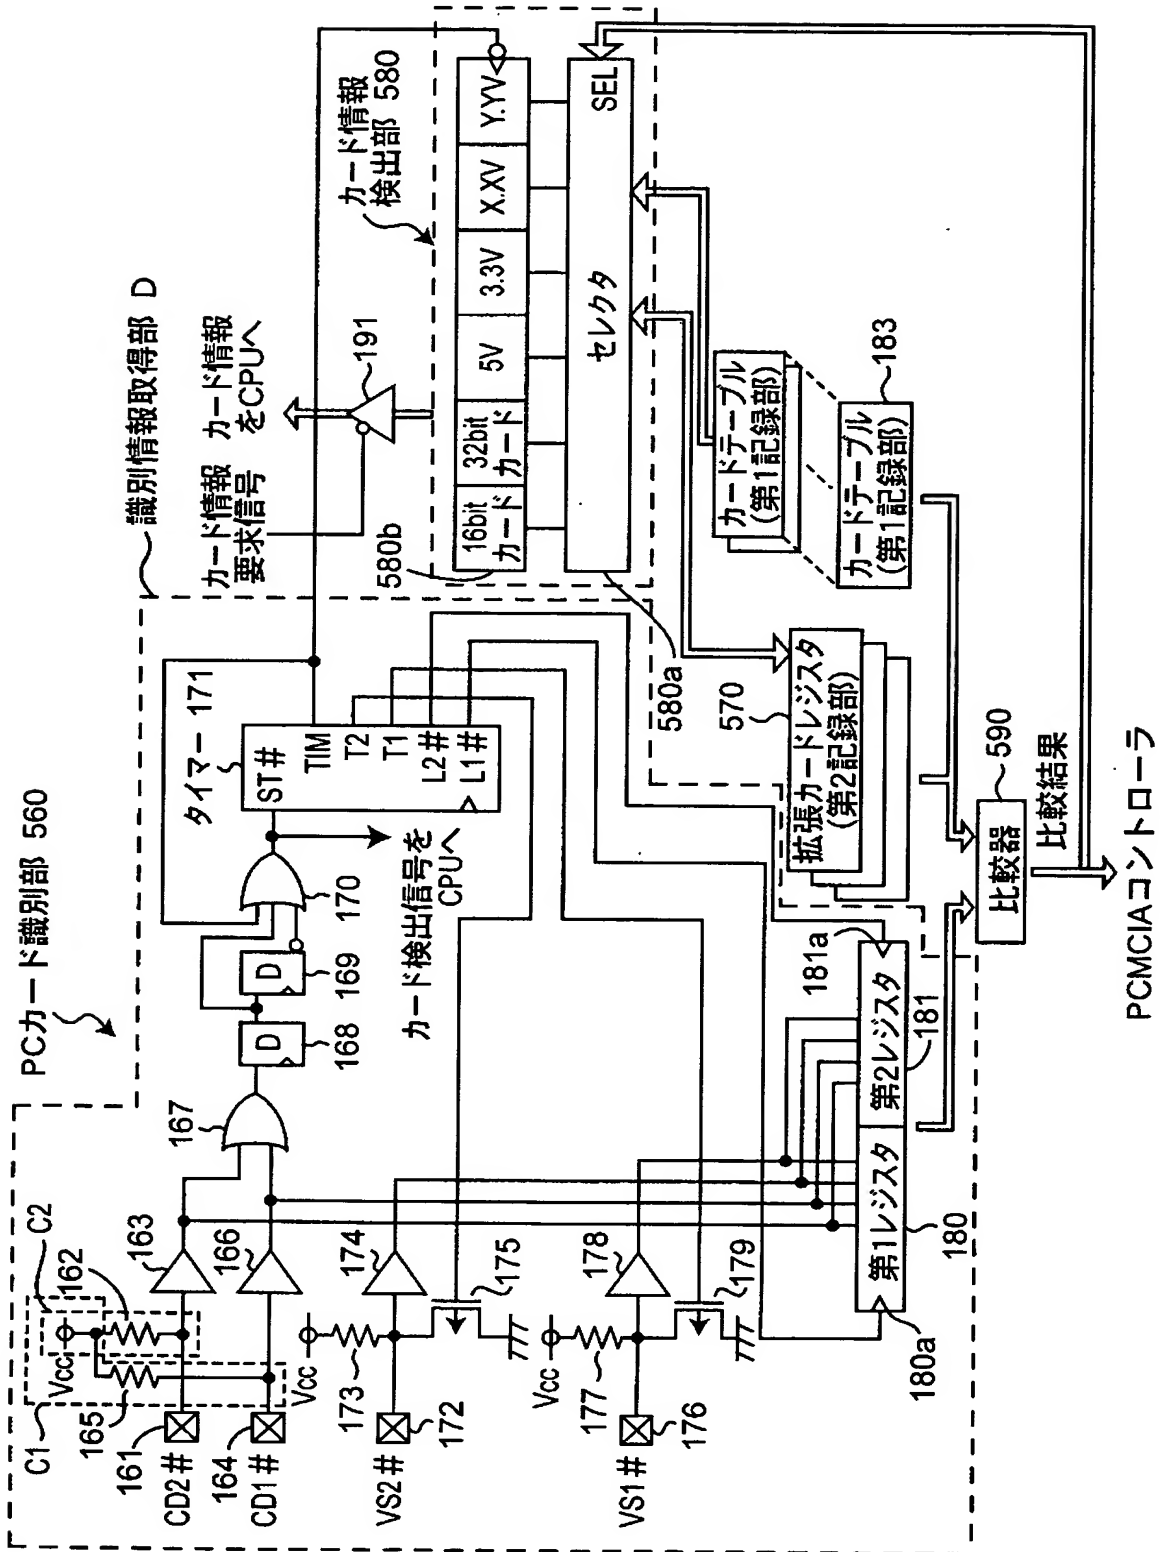 PCカード識別部 560
識別情報取得部 D
カード情報
要求信号
カード情報
をCPUへ
191
カード情報
検出部 580
C1
C2
Vcc
162
165
161
CD2#
163
164
CD1#
166
167
D
168
D
169
170
カード検出信号を
CPUへ
タイマー 171
ST#
TIM
T2
T1
L2#
L1#
580b
16bit
カード
32bit
カード
5V
3.3V
X.XV
Y.YV
セレクタ
SEL
580a
Vcc
173
VS2#
172
174
175
Vcc
177
VS1#
176
178
179
570
拡張カードレジスタ
(第2記録部)
カードテーブル
(第1記録部)
カードテーブル
(第1記録部)
183
180a
第1レジスタ
180
第2レジスタ
181
181a
比較器
590
比較結果
PCMCIAコントローラ